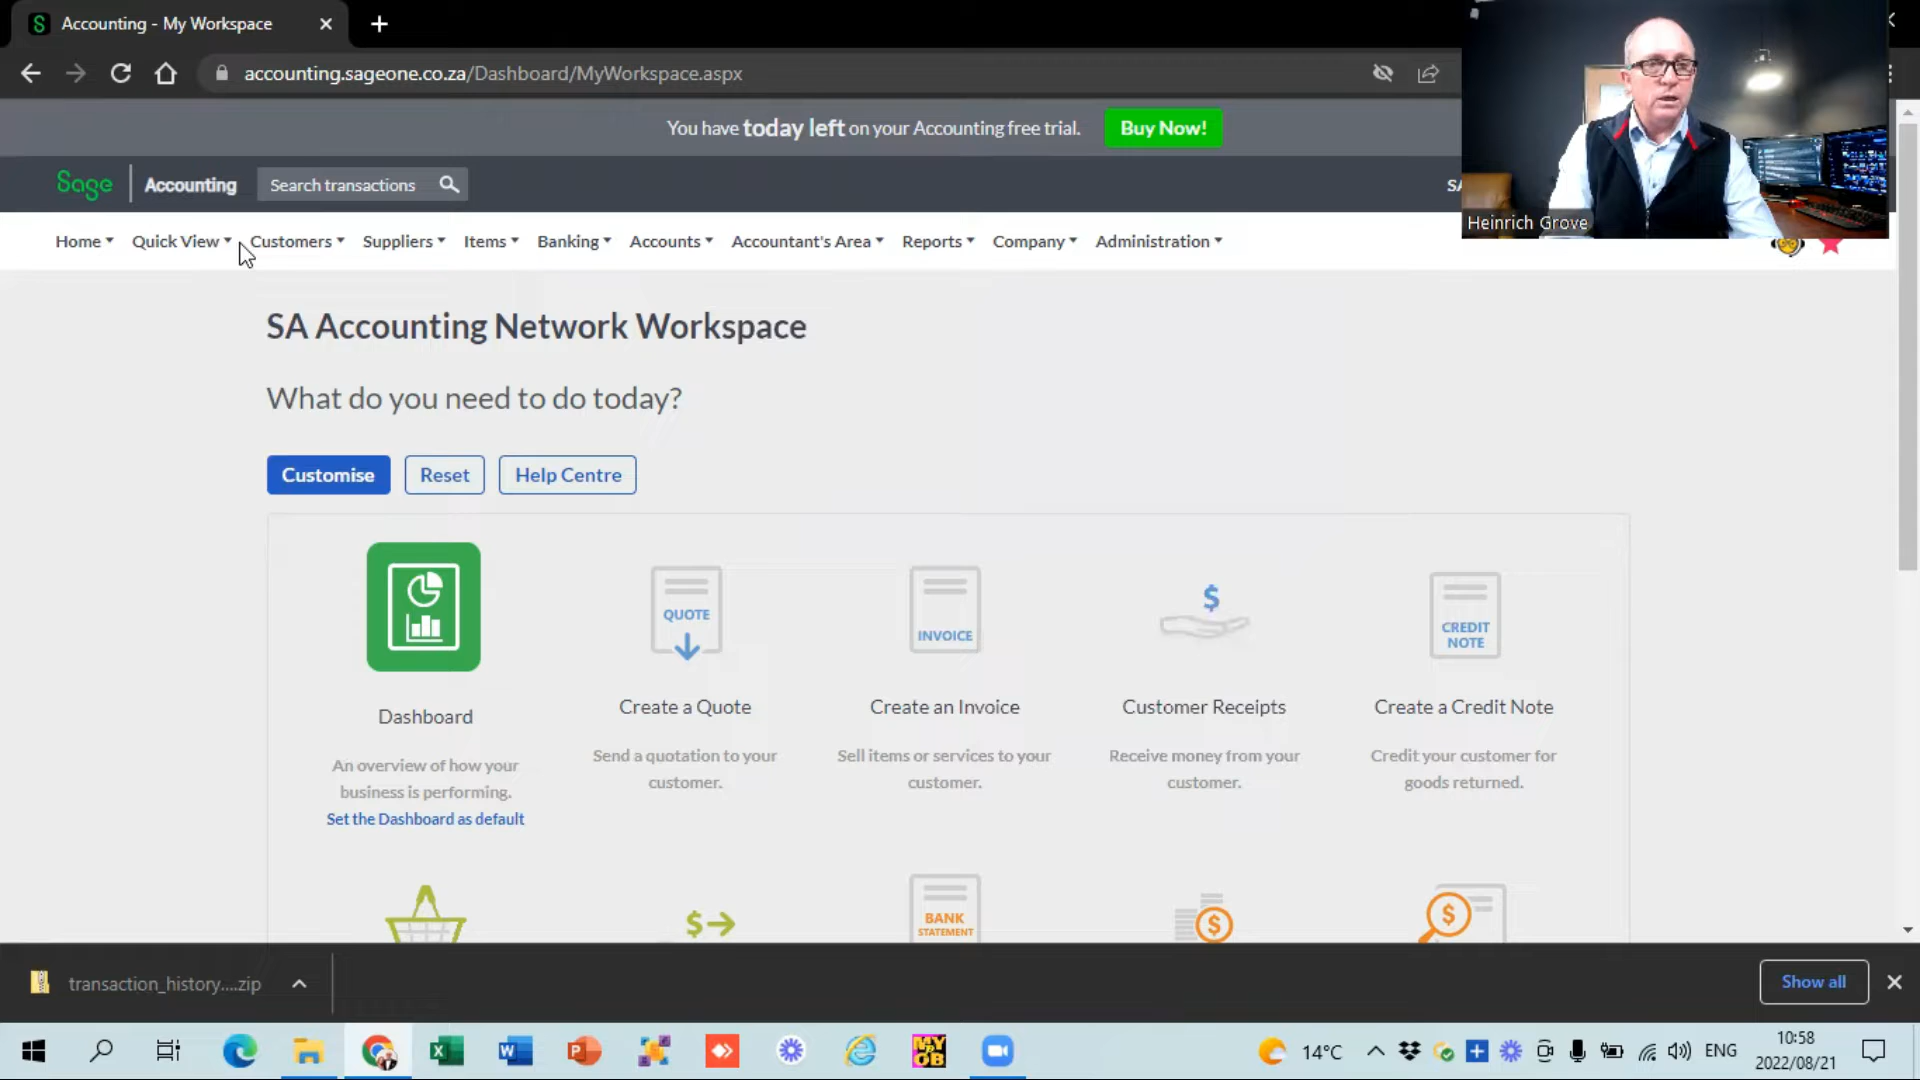 Accounting - My Workspace
accounting.sageone.co.za/Dashboard/MyWorkspace.aspx
You have today left on your Accounting free trial.
Buy Now!
Sage
Accounting
Search transactions
SA
Heinrich Grove
Home
Quick View
Customers
Suppliers
Items
Banking
Accounts
Accountant's Area
Reports
Company
Administration
SA Accounting Network Workspace
What do you need to do today?
Customise
Reset
Help Centre
QUOTE
INVOICE
$
CREDIT
NOTE
Dashboard
Create a Quote
Create an Invoice
Customer Receipts
Create a Credit Note
An overview of how your
business is performing.
Set the Dashboard as default
Send a quotation to your
customer.
Sell items or services to your
customer.
Receive money from your
customer.
Credit your customer for
goods returned.
$
BANK
STATEMENT
$
$
transaction_history....zip
Show all
MY
OB
14°C
ENG
10:58
2022/08/21